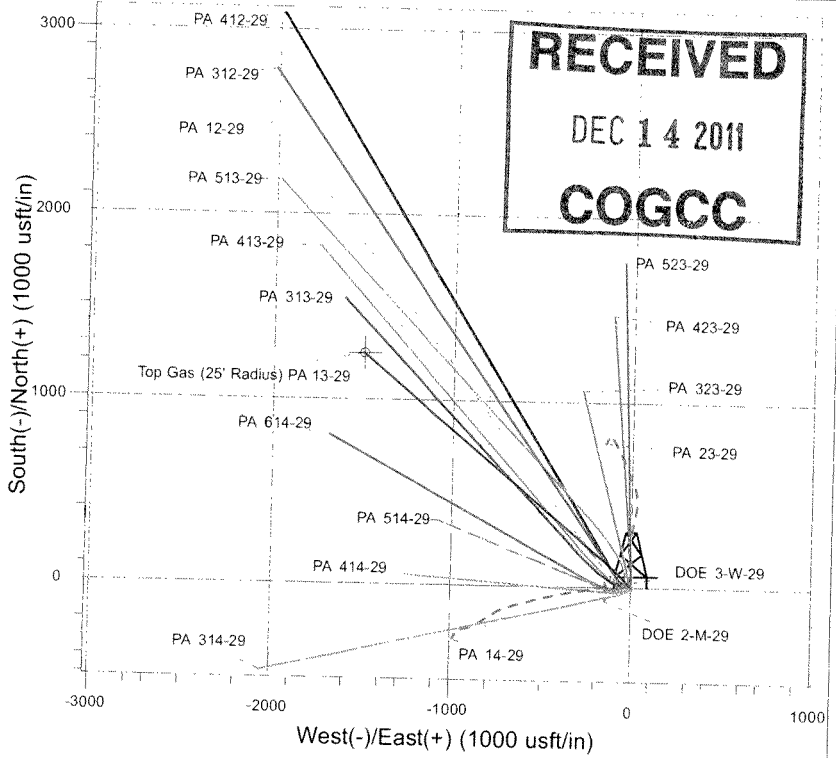 3000
PA 412-29
PA 312-29
PA 12-29
PA 513-29
2000
PA 413-29
PA 313-29
Top Gas (25' Radius) PA 13-29
1000
PA 614-29
PA 514-29
PA 414-29
0
PA 314-29
PA 14-29
RECEIVED
DEC 14 2011
COGCC
PA 523-29
PA 423-29
PA 323-29
PA 23-29
DOE 3-W-29
DOE 2-M-29
South(-)/North(+) (1000 usft/in)
-3000
-2000
-1000
0
1000
West(-)/East(+) (1000 usft/in)